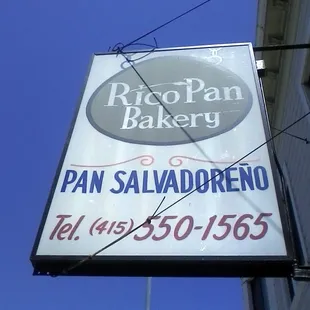 Rico Pan
Bakery
PAN SALVADOREÑO
Tel. (415) 550-1565